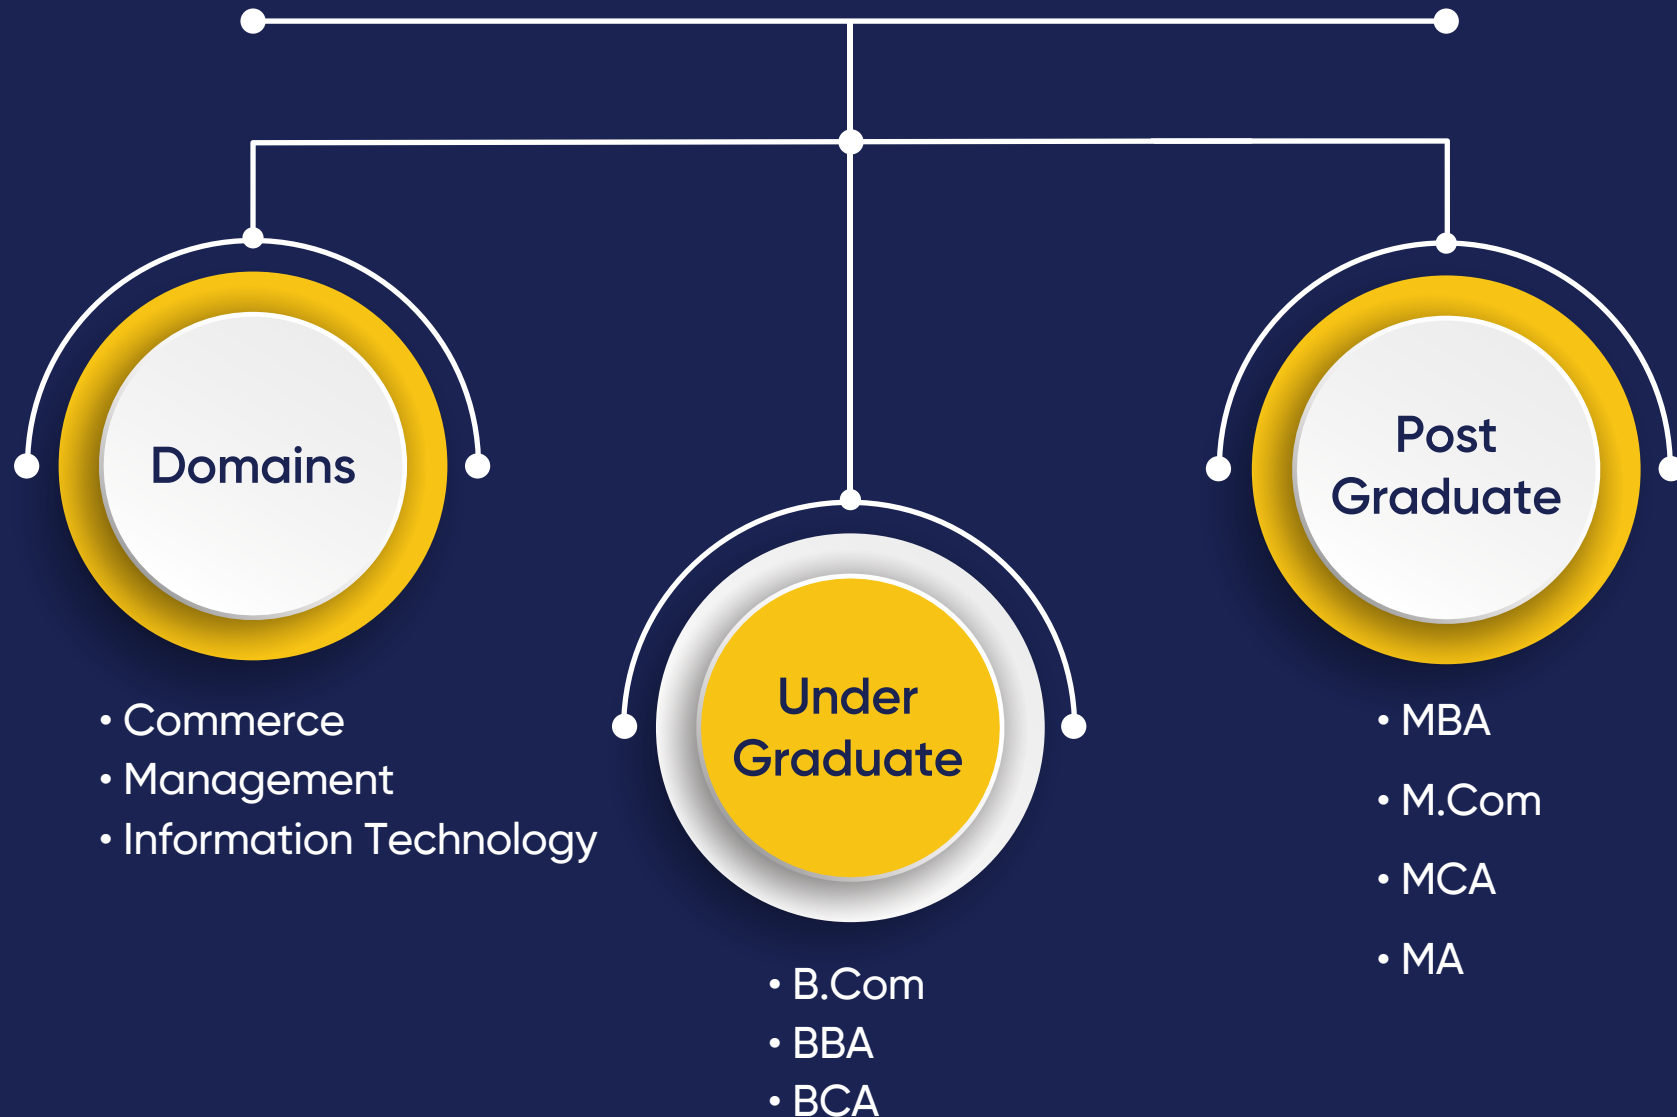 Domains
• Commerce
• Management
• Information Technology
Under
Graduate
• B.Com
• BBA
• BCA
Post
Graduate
• MBA
• M.Com
• MCA
• MA